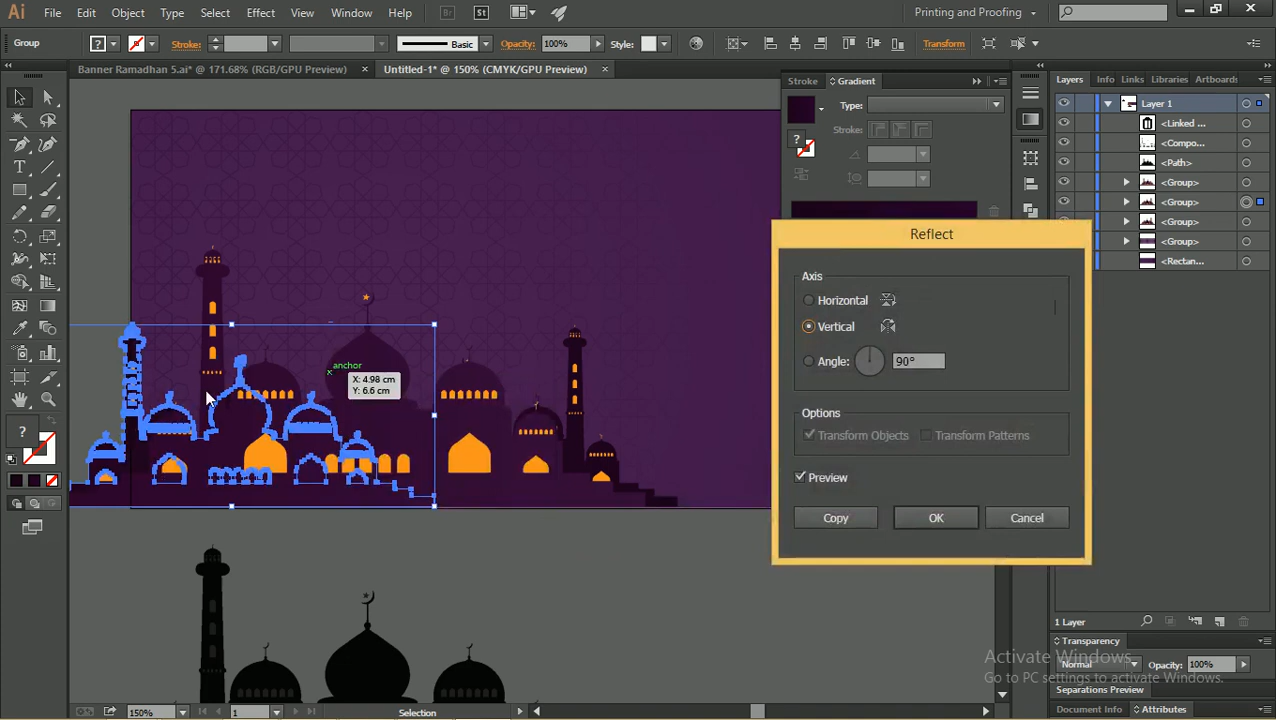 Ai File Edit Object Type Select Effect View Window Help Br St Printing and Proofing
Group ? Stroke: Basic Opacity: 100% Style: Transform
Banner Ramadhan 5.ai* @ 171.68% (RGB/GPU Preview) × Untitled-1* @ 150% (CMYK/GPU Preview) ×
Stroke Gradient
Type:
Stroke:
?
Layers Info Links Libraries Artboards
Layer 1
<Linked ...
<Compo...
<Path>
<Group>
<Group>
<Group>
<Group>
<Rectan...
Reflect
Axis
Horizontal
Vertical
Angle: 90°
Options
Transform Objects Transform Patterns
Preview
Copy OK Cancel
anchor
X: 4.98 cm
Y: 6.6 cm
?
1 Layer
Transparency
Normal Opacity: 100%
Separations Preview
Document Info Attributes
Activate Windows
Go to PC settings to activate Windows.
150% 1 Selection